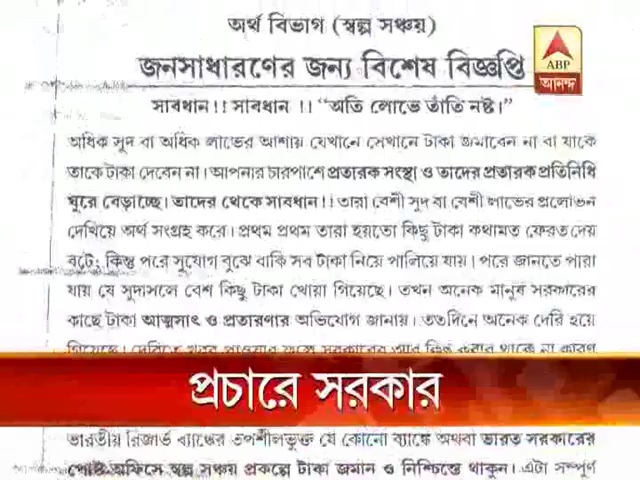 অর্থ বিভাগ (স্বল্প সঞ্চয়)
জনসাধারণের জন্য বিশেষ বিজ্ঞপ্তি
ABP
আনন্দ
সাবধান!! সাবধান !! “অতি লোভে তাঁতি নষ্ট।”
অধিক সুদ বা অধিক লাভের আশায় যেখানে সেখানে টাকা জমাবেন না বা যাকে
তাকে টাকা দেবেন না। আপনার চারপাশে প্রতারক সংস্থা ও তাদের প্রতারক প্রতিনিধি
ঘুরে বেড়াচ্ছে। তাদের থেকে সাবধান!! তারা বেশী সুদ বা বেশী লাভের প্রলোভন
দেখিয়ে অর্থ সংগ্রহ করে। প্রথম প্রথম তারা হয়তো কিছু টাকা কথামত ফেরত দেয়
বটে; কিন্তু পরে সুযোগ বুঝে বাকি সব টাকা নিয়ে পালিয়ে যায়। পরে জানতে পারা
যায় যে সুদাসলে বেশ কিছু টাকা খোয়া গিয়েছে। তখন অনেক মানুষ সরকারের
কাছে টাকা আত্মসাৎ ও প্রতারণার অভিযোগ জানায়। ততদিনে অনেক দেরি হয়ে
প্রচারে সরকার
ভারতীয় রিজার্ভ ব্যাঙ্কের তপশীলভুক্ত যে কোনো ব্যাঙ্কে অথবা ভারত সরকারের
পোষ্ট অফিসে স্বল্প সঞ্চয় প্রকল্পে টাকা জমান ও নিশ্চিন্তে থাকুন। এটা সম্পূর্ণ